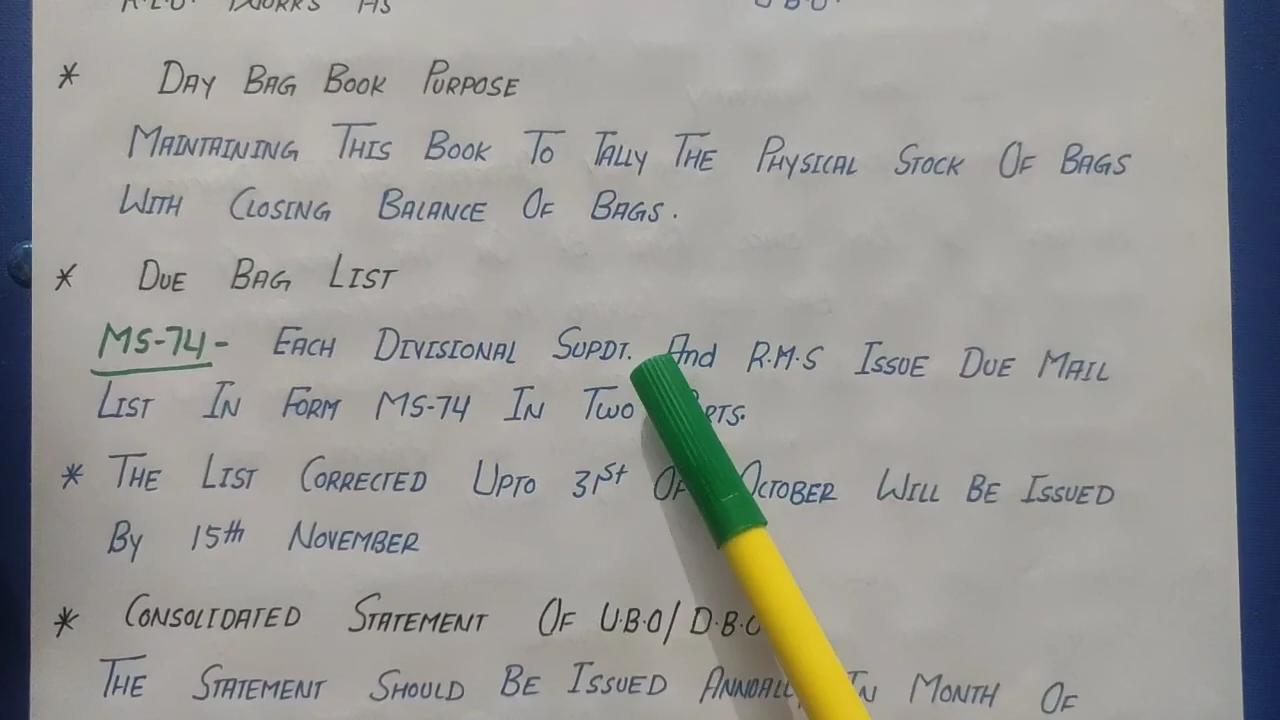 * DAY BAG BOOK PURPOSE
MAINTAINING THIS BOOK TO TALLY THE PHYSICAL STOCK OF BAGS
WITH CLOSING BALANCE OF BAGS.
* DUE BAG LIST
MS-74- EACH DIVISIONAL SUPDT. And R.M.S ISSUE DUE MAIL
LIST IN FORM MS-74 IN TWO
* THE LIST CORRECTED UPTO 31st OF OCTOBER WILL BE ISSUED
By 15th NOVEMBER
* CONSOLIDATED STATEMENT OF U.B.O/ D.B.O
THE STATEMENT SHOULD BE ISSUED ANNUALLY IN MONTH OF